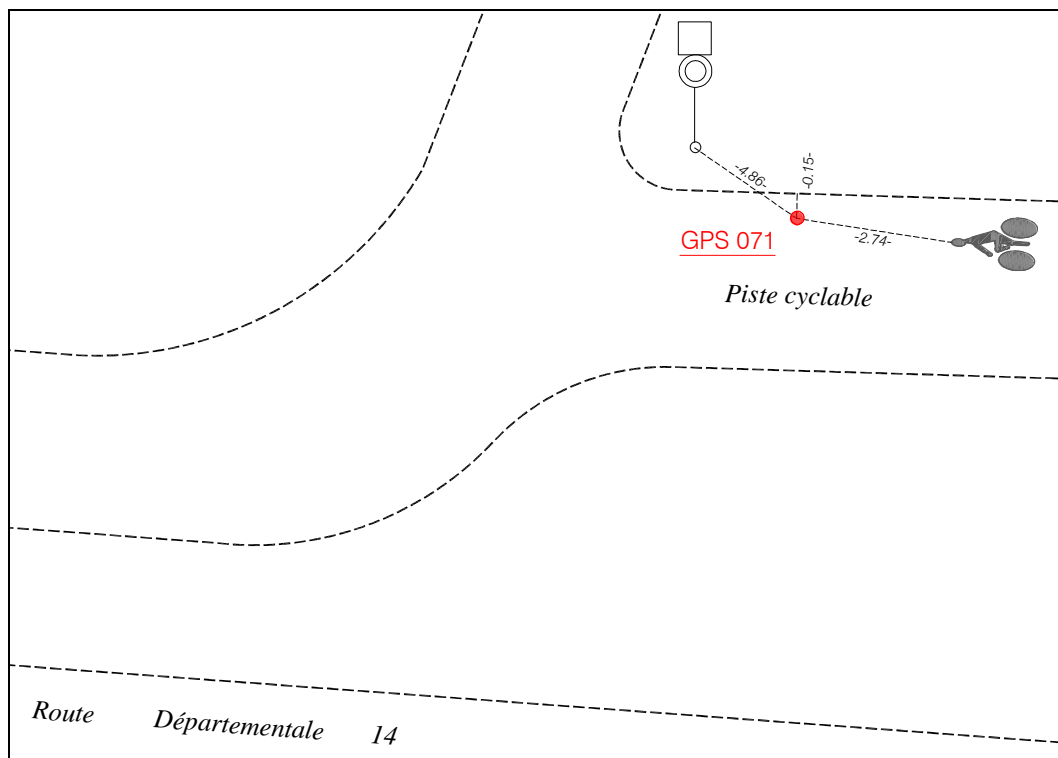 -4.86-
-0.15-
GPS 071
-2.74-
Piste cyclable
Route Départementale 14